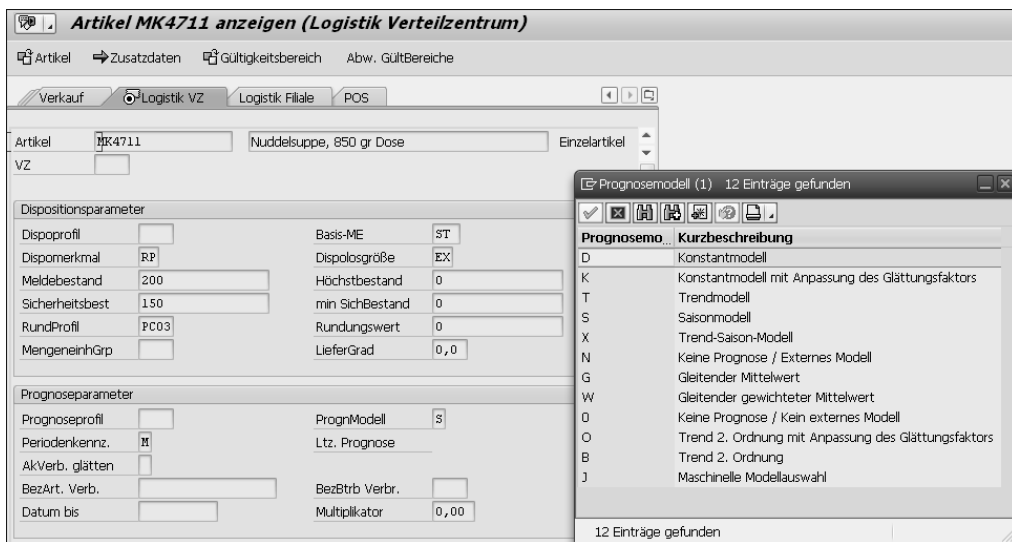 Artikel MK4711 anzeigen (Logistik Verteilzentrum)
Artikel Zusatzdaten Gültigkeitsbereich Abw. GültBereiche
Verkauf Logistik VZ Logistik Filiale POS
Artikel MK4711 Nuddelsuppe, 850 gr Dose Einzelartikel
VZ
Dispositionsparameter
Dispoprofil Basis-ME ST
Dispomerkmal RP Dispolosgröße EX
Meldebestand 200 Höchstbestand 0
Sicherheitsbest 150 min SichBestand 0
RundProfil PC03 Rundungswert 0
MengeneinhGrp LieferGrad 0,0
Prognoseparameter
Prognoseprofil PrognModell S
Periodenkennz. M Ltz. Prognose
AkVerb. glätten
BezArt. Verb. BezBtrb Verbr.
Datum bis Multiplikator 0,00
Prognosemodell (1) 12 Einträge gefunden
Prognosemo... Kurzbeschreibung
D Konstantmodell
K Konstantmodell mit Anpassung des Glättungsfaktors
T Trendmodell
S Saisonmodell
X Trend-Saison-Modell
N Keine Prognose / Externes Modell
G Gleitender Mittelwert
W Gleitender gewichteter Mittelwert
0 Keine Prognose / Kein externes Modell
O Trend 2. Ordnung mit Anpassung des Glättungsfaktors
B Trend 2. Ordnung
J Maschinelle Modellauswahl
12 Einträge gefunden